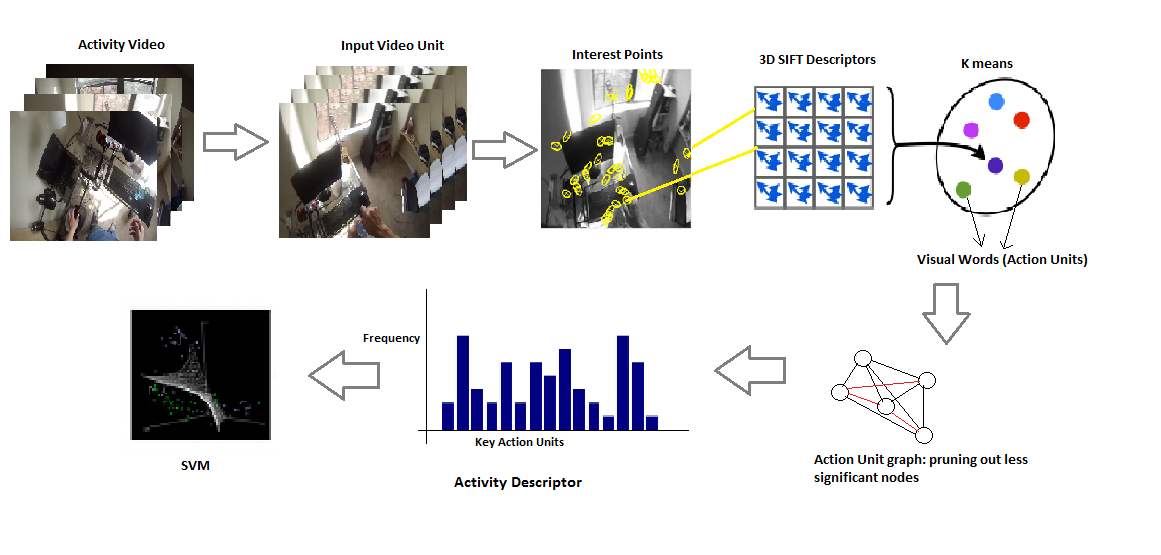 Activity Video
Input Video Unit
Interest Points
3D SIFT Descriptors
K means
Visual Words (Action Units)
Action Unit graph: pruning out less
significant nodes
Frequency
Key Action Units
Activity Descriptor
SVM